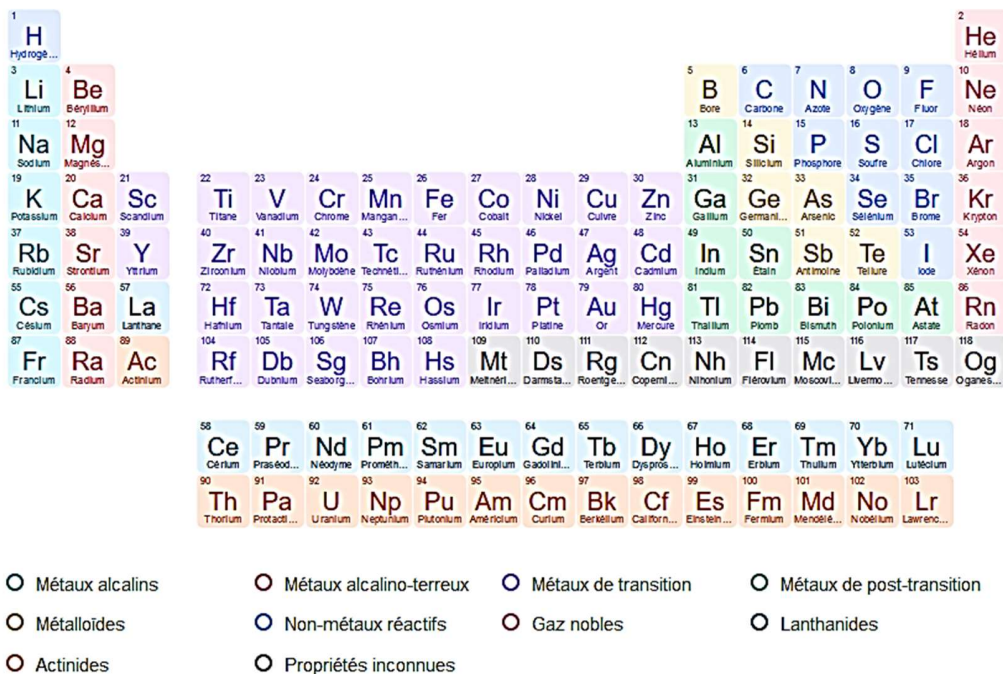 1 2
H He
Hydrogè... Hélium
3 4 5 6 7 8 9 10
Li Be B C N O F Ne
Lithium Béryllium Bore Carbone Azote Oxygène Fluor Néon
11 12 13 14 15 16 17 18
Na Mg Al Si P S Cl Ar
Sodium Magnés... Aluminium Silicium Phosphore Soufre Chlore Argon
19 20 21 22 23 24 25 26 27 28 29 30 31 32 33 34 35 36
K Ca Sc Ti V Cr Mn Fe Co Ni Cu Zn Ga Ge As Se Br Kr
Potassium Calcium Scandium Titane Vanadium Chrome Mangan... Fer Cobalt Nickel Cuivre Zinc Gallium Germani... Arsenic Sélénium Brome Krypton
37 38 39 40 41 42 43 44 45 46 47 48 49 50 51 52 53 54
Rb Sr Y Zr Nb Mo Tc Ru Rh Pd Ag Cd In Sn Sb Te I Xe
Rubidium Strontium Yttrium Zirconium Niobium Molybdène Technéti... Ruthénium Rhodium Palladium Argent Cadmium Indium Étain Antimoine Tellure Iode Xénon
55 56 57 72 73 74 75 76 77 78 79 80 81 82 83 84 85 86
Cs Ba La Hf Ta W Re Os Ir Pt Au Hg Tl Pb Bi Po At Rn
Césium Baryum Lanthane Hafnium Tantale Tungstène Rhénium Osmium Iridium Platine Or Mercure Thallium Plomb Bismuth Polonium Astate Radon
87 88 89 104 105 106 107 108 109 110 111 112 113 114 115 116 117 118
Fr Ra Ac Rf Db Sg Bh Hs Mt Ds Rg Cn Nh Fl Mc Lv Ts Og
Francium Radium Actinium Rutherf... Dubnium Seaborg... Bohrium Hassium Meitnéri... Darmsta... Roentge... Coperni... Nihonium Flérovium Moscovi... Livermo... Tennesse Oganes...
58 59 60 61 62 63 64 65 66 67 68 69 70 71
Ce Pr Nd Pm Sm Eu Gd Tb Dy Ho Er Tm Yb Lu
Cérium Praséod... Néodyme Prométh... Samarium Europium Gadolini... Terbium Dyspros... Holmium Erbium Thulium Ytterbium Lutécium
90 91 92 93 94 95 96 97 98 99 100 101 102 103
Th Pa U Np Pu Am Cm Bk Cf Es Fm Md No Lr
Thorium Protacti... Uranium Neptunium Plutonium Américium Curium Berkélium Californ... Einstein... Fermium Mendélé... Nobélium Lawrenc...
Métaux alcalins Métaux alcalino-terreux Métaux de transition Métaux de post-transition
Métalloïdes Non-métaux réactifs Gaz nobles Lanthanides
Actinides Propriétés inconnues